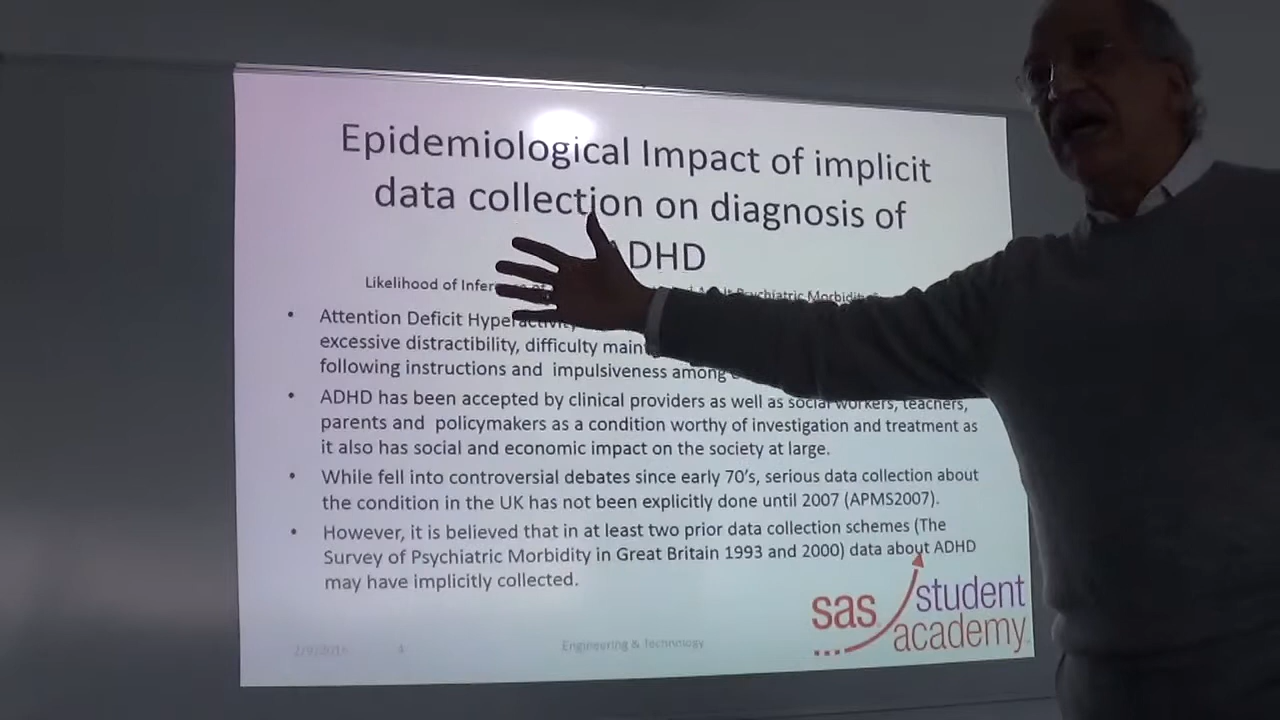 Epidemiological Impact of implicit
data collection on diagnosis of
ADHD
Likelihood of Psychiatric Morbidity
Attention Deficit
excessive distractibility, difficulty
following instructions and impulsiveness among
• ADHD has been accepted by clinical providers as well as social workers, teachers,
parents and policymakers as a condition worthy of investigation and treatment as
it also has social and economic impact on the society at large.
• While fell into controversial debates since early 70's, serious data collection about
the condition in the UK has not been explicitly done until 2007 (APMS2007).
• However, it is believed that in at least two prior data collection schemes (The
Survey of Psychiatric Morbidity in Great Britain 1993 and 2000) data about ADHD
may have implicitly collected.
sas student
academy
4 Engineering & Technology